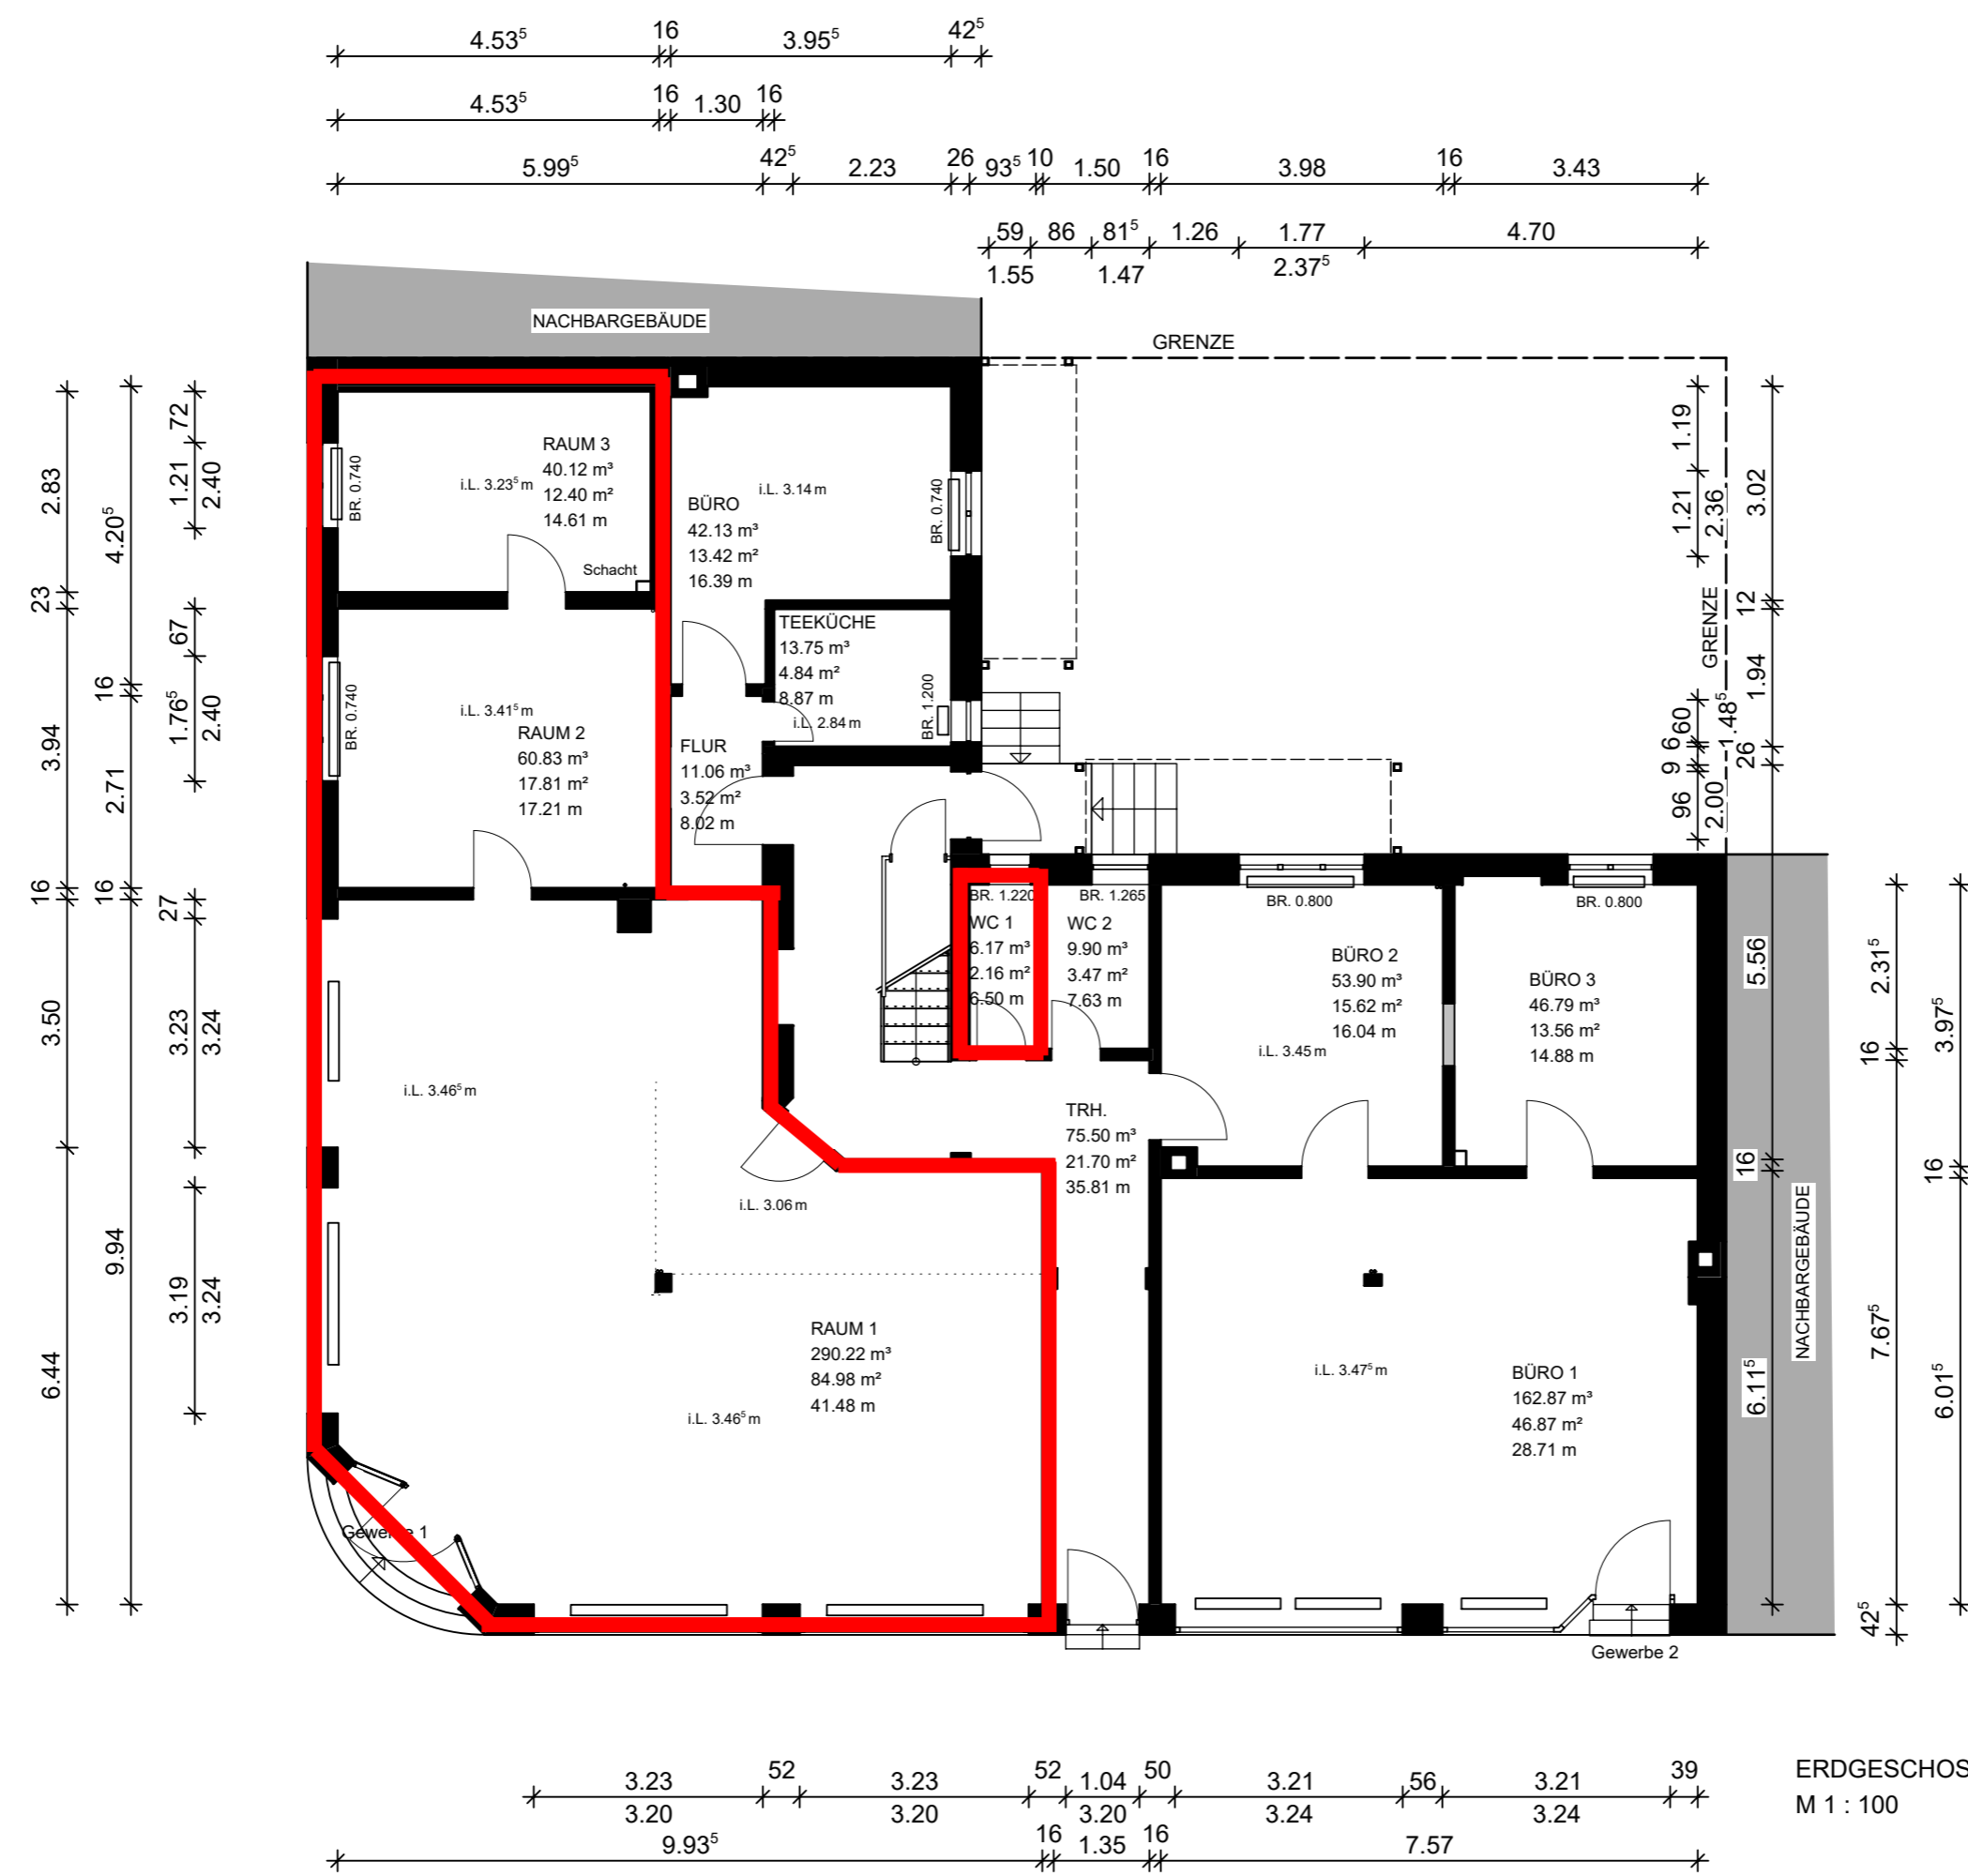 4.53⁵ 16 3.95⁵ 42⁵
4.53⁵ 16 1.30 16
5.99⁵ 42⁵ 2.23 26 93⁵ 10 1.50 16 3.98 16 3.43
59 86 81⁵ 1.26 1.77 4.70
1.55 1.47 2.37⁵
NACHBARGEBÄUDE
GRENZE
2.83
23
3.94
16
3.50
6.44
4.20⁵
16
2.71
16
9.94
72
1.21
2.40
67
1.76⁵
2.40
27
3.23
3.24
3.19
3.24
RAUM 3
40.12 m³
12.40 m²
14.61 m
i.L. 3.23⁵ m
BR. 0.740
Schacht
BÜRO
42.13 m³
13.42 m²
16.39 m
i.L. 3.14 m
BR. 0.740
TEEKÜCHE
13.75 m³
4.84 m²
8.87 m
i.L. 2.84 m
BR. 1.200
RAUM 2
60.83 m³
17.81 m²
17.21 m
i.L. 3.41⁵ m
BR. 0.740
FLUR
11.06 m³
3.52 m²
8.02 m
BR. 1.220
WC 1
6.17 m³
2.16 m²
6.50 m
BR. 1.265
WC 2
9.90 m³
3.47 m²
7.63 m
BR. 0.800
BÜRO 2
53.90 m³
15.62 m²
16.04 m
i.L. 3.45 m
BR. 0.800
BÜRO 3
46.79 m³
13.56 m²
14.88 m
TRH.
75.50 m³
21.70 m²
35.81 m
i.L. 3.46⁵ m
i.L. 3.06 m
RAUM 1
290.22 m³
84.98 m²
41.48 m
i.L. 3.46⁵ m
i.L. 3.47⁵ m
BÜRO 1
162.87 m³
46.87 m²
28.71 m
Gewerbe 1
Gewerbe 2
GRENZE
NACHBARGEBÄUDE
1.19
1.21
2.36
60
1.48⁵
6
9
96
2.00
3.02
12
1.94
26
5.56
16
6.11⁵
2.31⁵
16
7.67⁵
42⁵
3.97⁵
16
6.01⁵
3.23 52 3.23 52 1.04 50 3.21 56 3.21 39
3.20 3.20 3.20 3.24 3.24
9.93⁵ 16 1.35 16 7.57
ERDGESCHOS
M 1 : 100